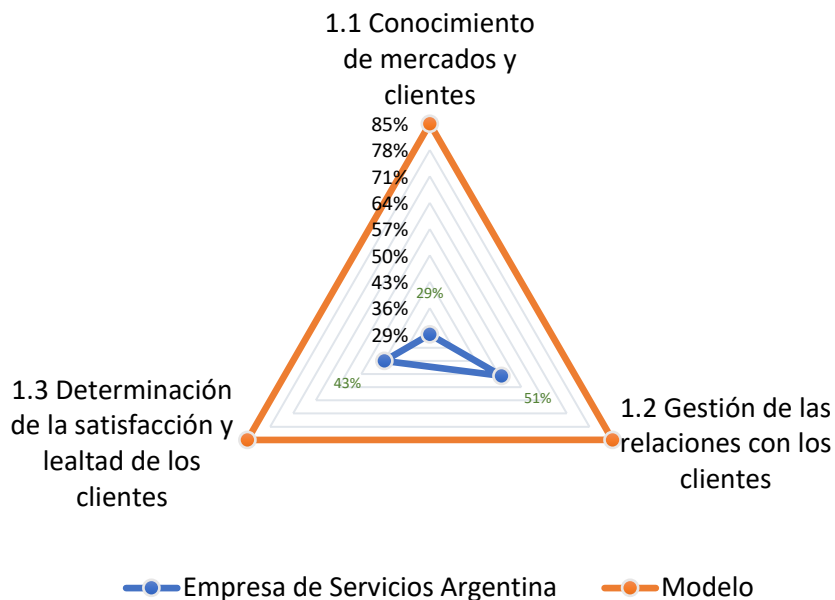 1.1 Conocimiento
de mercados y
clientes
85%
78%
71%
64%
57%
50%
43%
36%
29%
29%
43%
51%
1.3 Determinación
de la satisfacción y
lealtad de los
clientes
1.2 Gestión de las
relaciones con los
clientes
Empresa de Servicios Argentina
Modelo